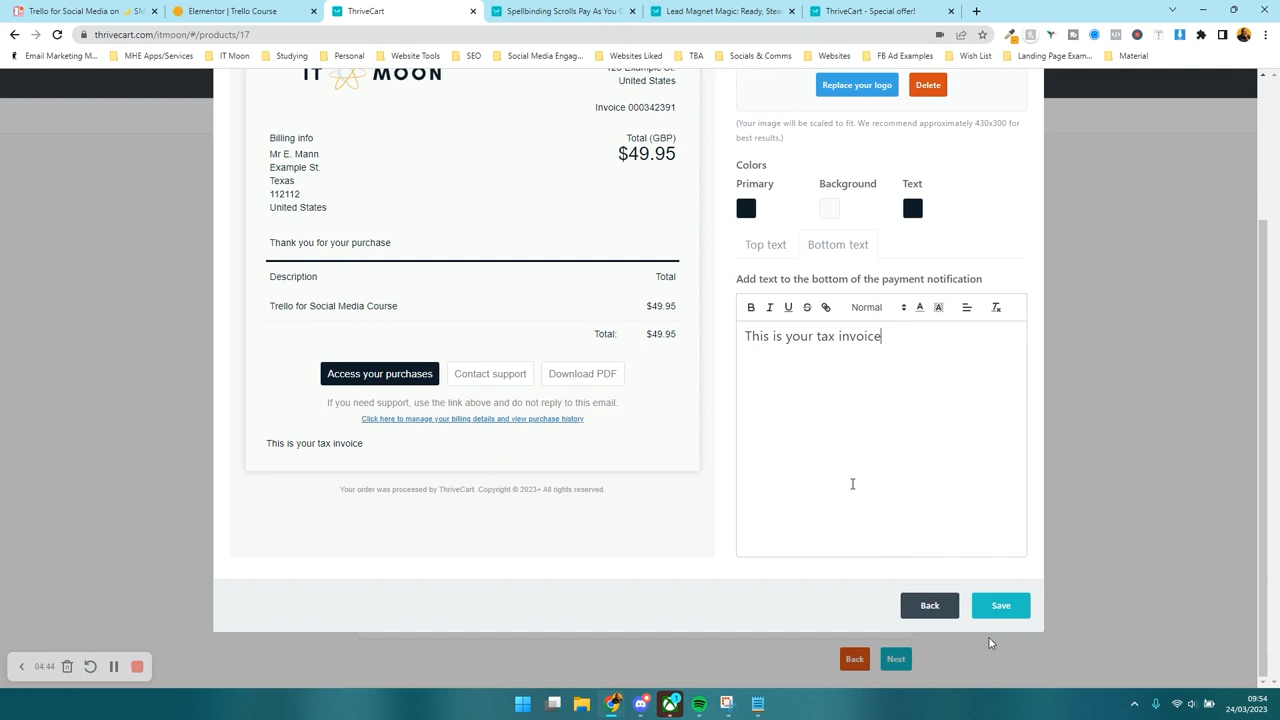 Trello for Social Media on
SM
Elementor | Trello Course
ThriveCart
Spellbinding Scrolls Pay As You G
Lead Magnet Magic: Ready, Stead
ThriveCart - Special offer!
thrivecart.com/itmoon/#/products/17
Email Marketing M...
MHE Apps/Services
IT Moon
Studying
Personal
Website Tools
SEO
Social Media Engag...
Websites Liked
TBA
Socials & Comms
Websites
FB Ad Examples
Wish List
Landing Page Exam...
Material
IT MOON
United States
Invoice 000342391
Billing info
Total (GBP)
Mr E. Mann
$49.95
Example St.
Texas
112112
United States
Thank you for your purchase
Description Total
Trello for Social Media Course $49.95
Total: $49.95
Access your purchases
Contact support
Download PDF
If you need support, use the link above and do not reply to this email.
Click here to manage your billing details and view purchase history
This is your tax invoice
Your order was processed by ThriveCart. Copyright © 2023+ All rights reserved.
Replace your logo
Delete
(Your image will be scaled to fit. We recommend approximately 430x300 for
best results.)
Colors
Primary Background Text
Top text
Bottom text
Add text to the bottom of the payment notification
B I U S Normal A A
This is your tax invoice
Back
Save
Back
Next
04:44
09:54
24/03/2023